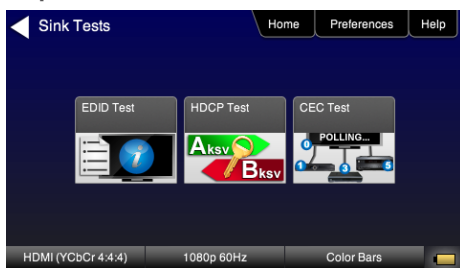 Sink Tests
Home
Preferences
Help
EDID Test
HDCP Test
CEC Test
i
Aksv
Bksv
POLLING...
0
1
3
5
HDMI (YCbCr 4:4:4)
1080p 60Hz
Color Bars